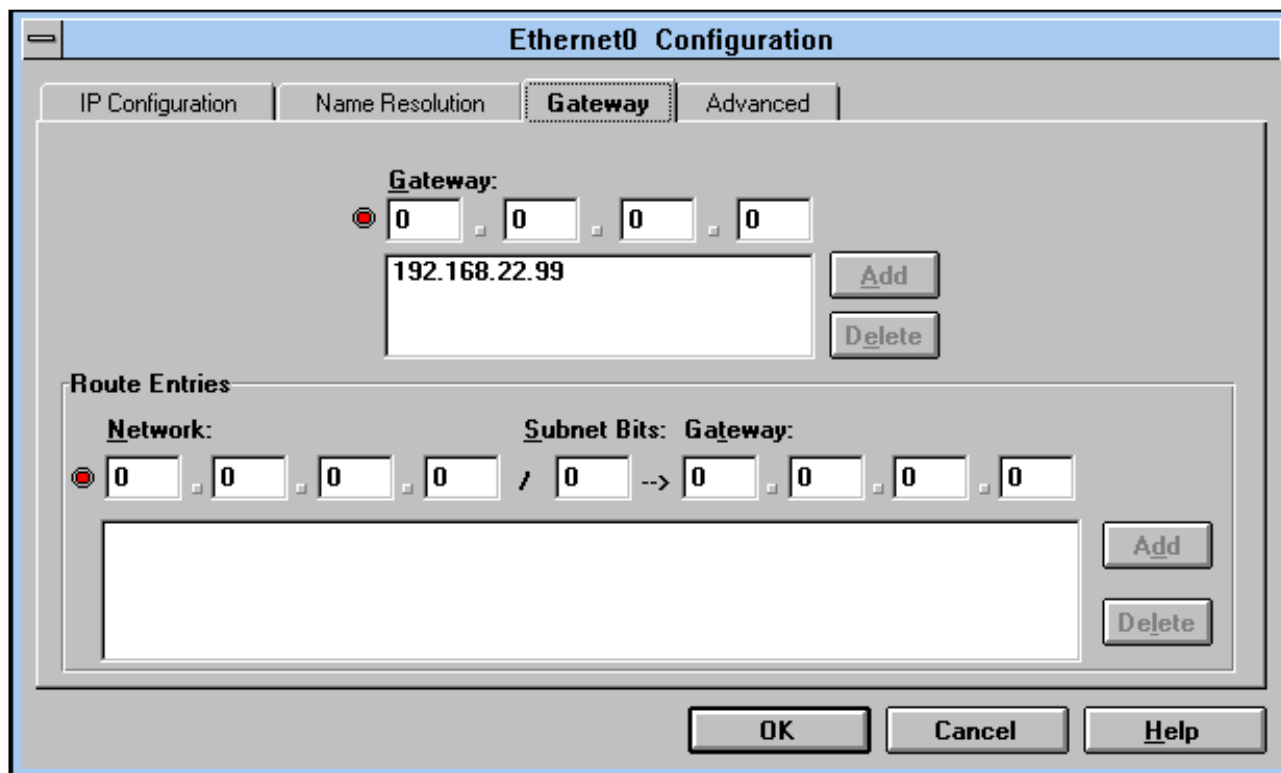 Ethernet0 Configuration
IP Configuration Name Resolution Gateway Advanced
Gateway:
0 . 0 . 0 . 0
192.168.22.99
Add
Delete
Route Entries
Network: Subnet Bits: Gateway:
0 . 0 . 0 . 0 / 0 --> 0 . 0 . 0 . 0
Add
Delete
OK Cancel Help